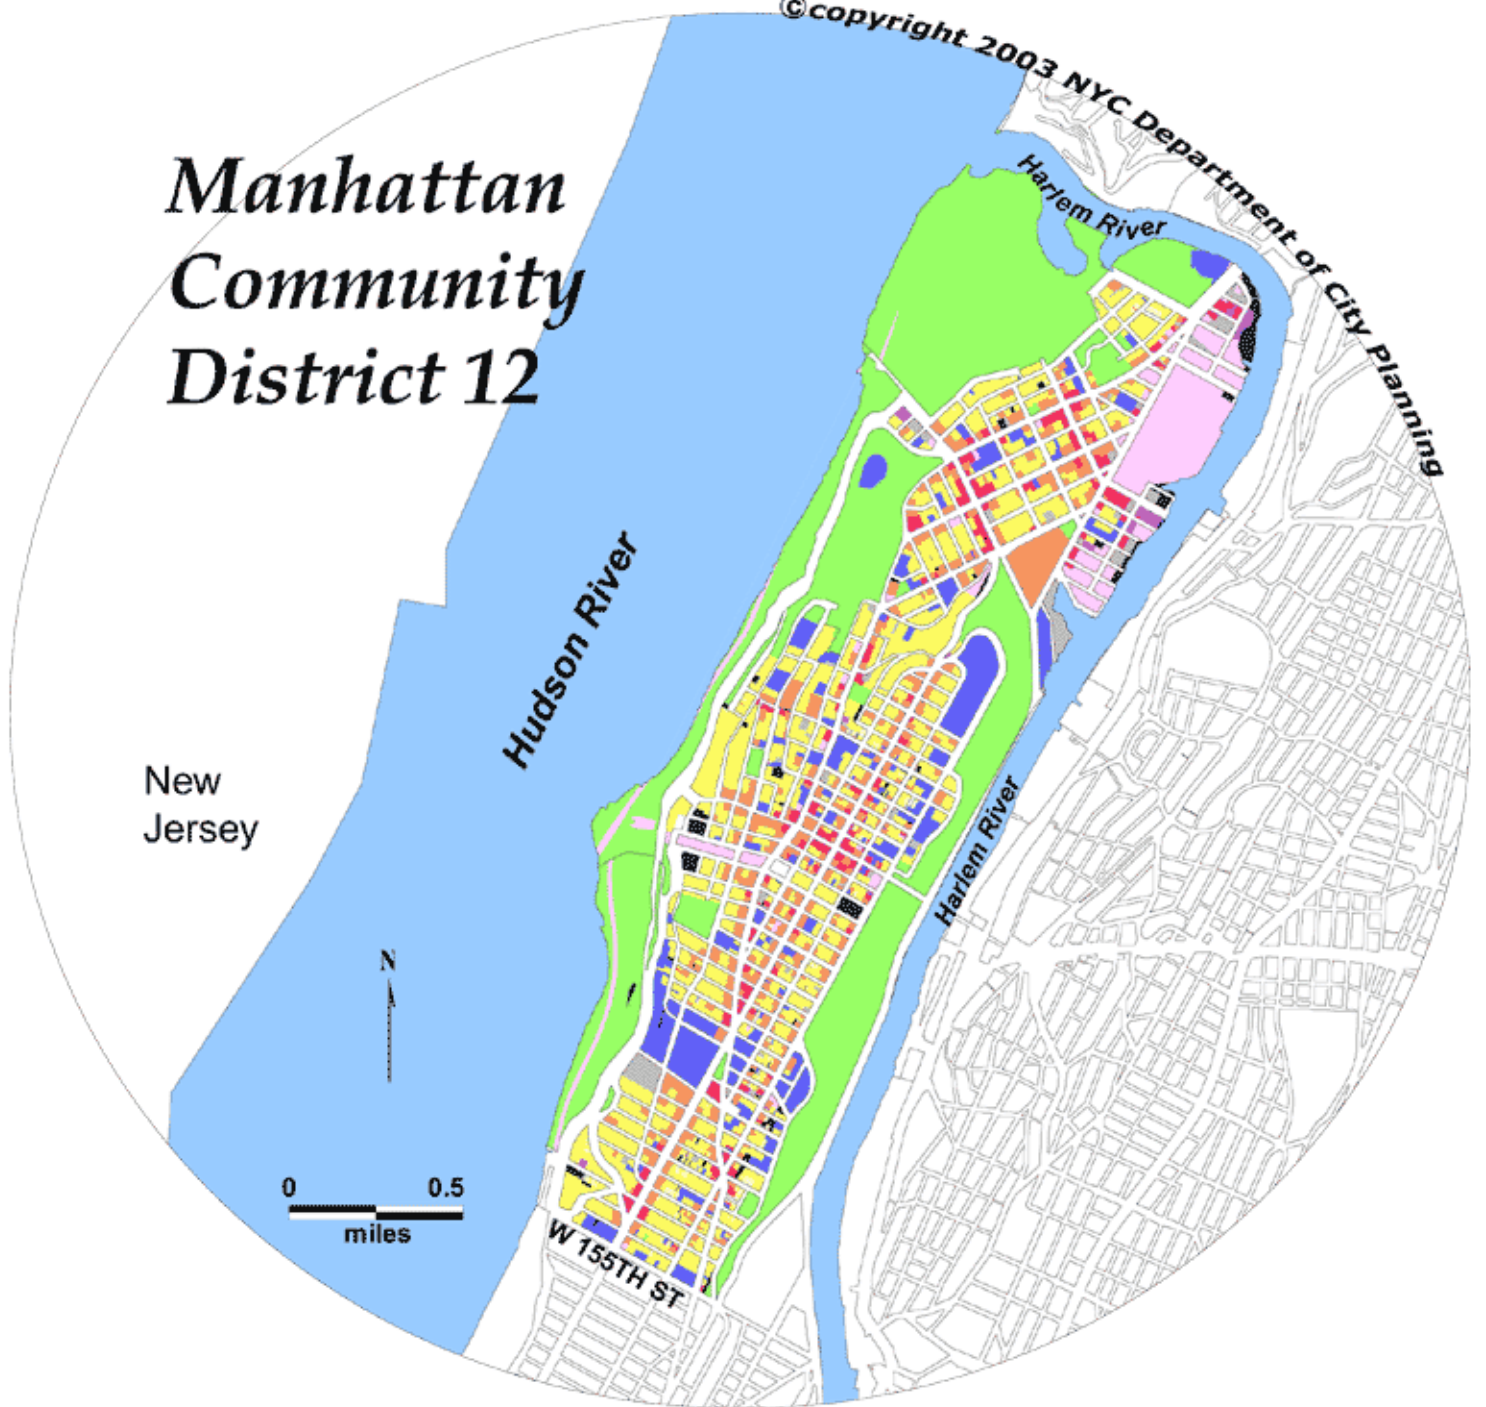 ©copyright 2003 NYC Department of City Planning
Manhattan
Community
District 12
Harlem River
Hudson River
New
Jersey
Harlem River
N
0 0.5
miles
W 155TH ST